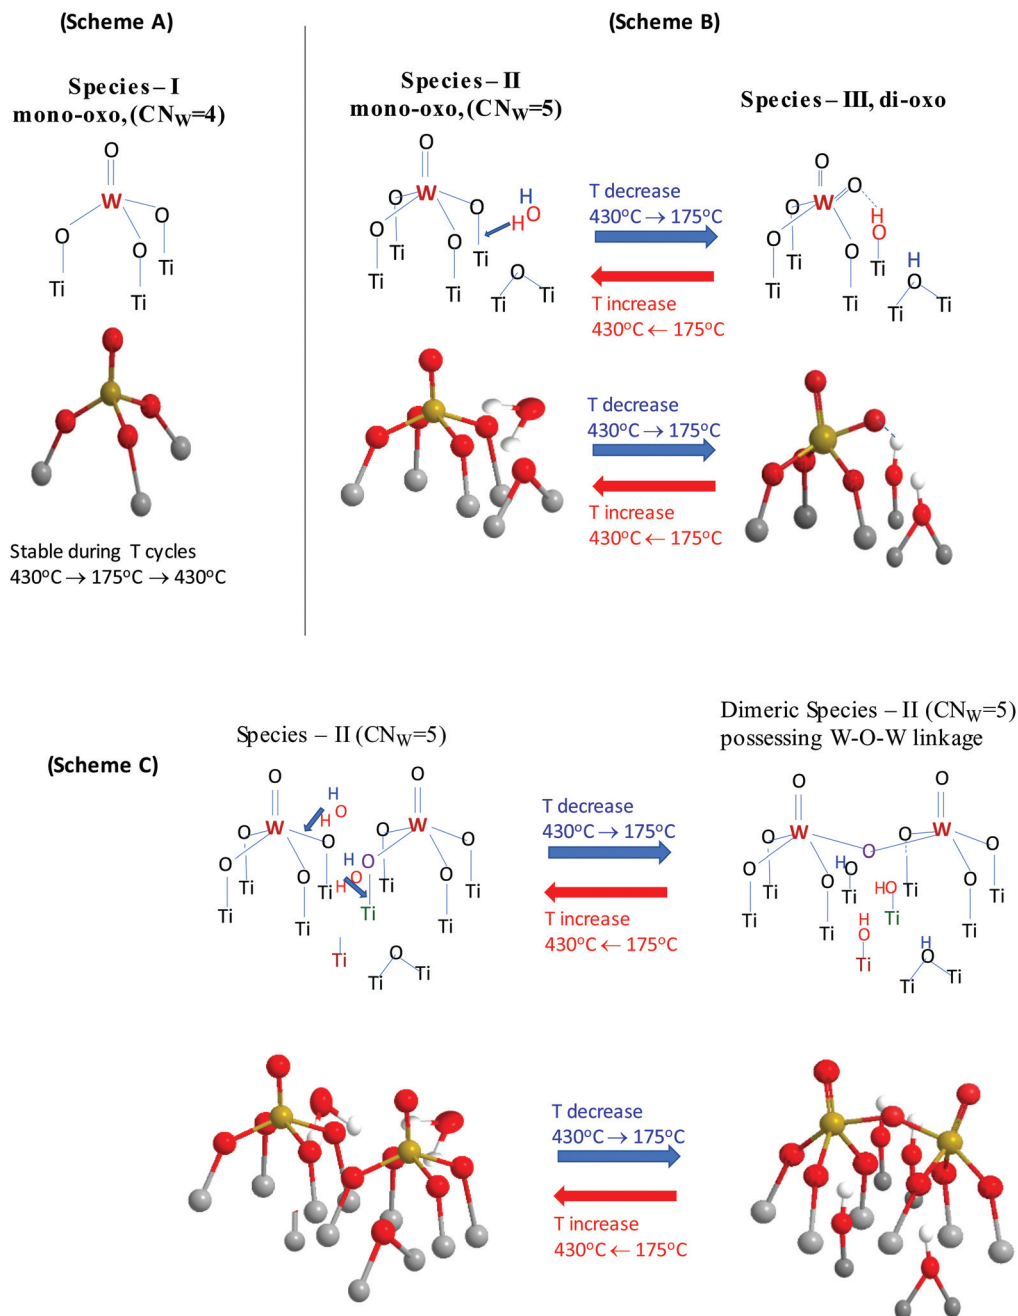 (Scheme A)
(Scheme B)
Species – I
mono-oxo, (CNW=4)
Species – II
mono-oxo, (CNW=5)
Species – III, di-oxo
O
W
O
O
O
Ti
Ti
Ti
O
W
O
O
O
O
H
H O
Ti
Ti
Ti
Ti
O
Ti
Ti
T decrease
430°C → 175°C
T increase
430°C ← 175°C
O
O
W
O
O
O
H
O
Ti
Ti
Ti
Ti
H
O
Ti
Ti
T decrease
430°C → 175°C
T increase
430°C ← 175°C
Stable during T cycles
430°C → 175°C → 430°C
Species – II (CNW=5)
Dimeric Species – II (CNW=5)
possessing W-O-W linkage
(Scheme C)
O
W
O
O
O
O
H
H O
Ti
Ti
Ti
Ti
O
W
O
O
O
O
H
H O
Ti
Ti
Ti
Ti
Ti
O
Ti
Ti
T decrease
430°C → 175°C
T increase
430°C ← 175°C
O
W
O
O
O
O
O
W
O
O
O
O
H
O
Ti
Ti
Ti
Ti
HO
Ti
Ti
Ti
Ti
H
O
Ti
H
O
Ti
Ti
T decrease
430°C → 175°C
T increase
430°C ← 175°C